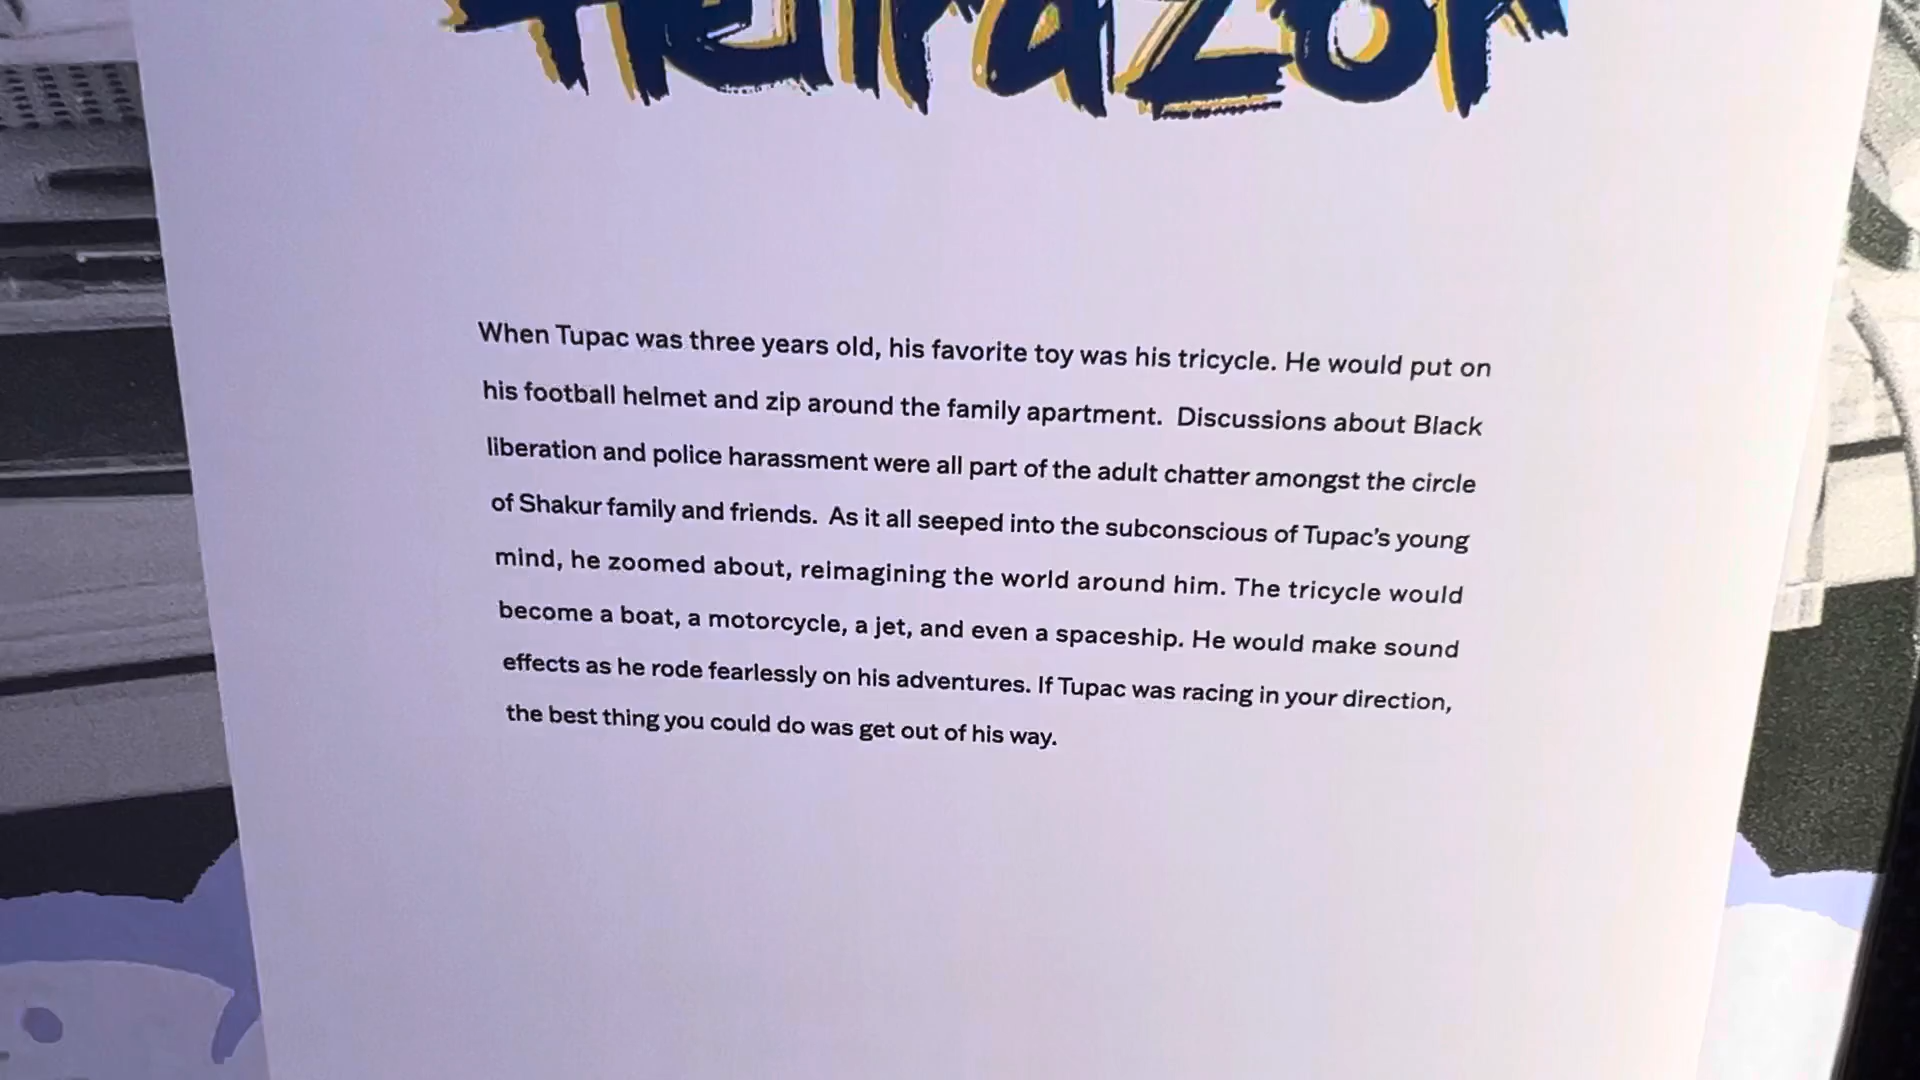 Tetrazor
When Tupac was three years old, his favorite toy was his tricycle. He would put on
his football helmet and zip around the family apartment. Discussions about Black
liberation and police harassment were all part of the adult chatter amongst the circle
of Shakur family and friends. As it all seeped into the subconscious of Tupac's young
mind, he zoomed about, reimagining the world around him. The tricycle would
become a boat, a motorcycle, a jet, and even a spaceship. He would make sound
effects as he rode fearlessly on his adventures. If Tupac was racing in your direction,
the best thing you could do was get out of his way.